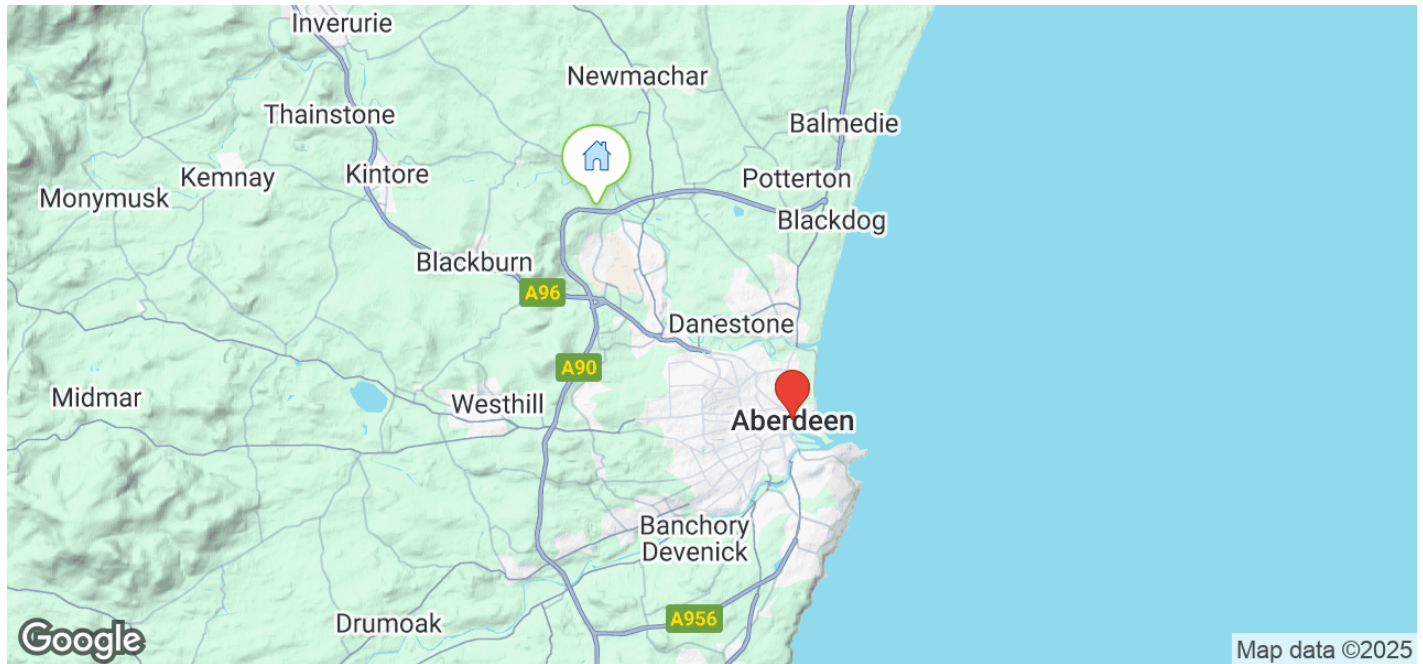 Inverurie
Newmachar
Thainstone
Balmedie
Kintore
Kemnay
Potterton
Monymusk
Blackdog
Blackburn
A96
Danestone
A90
Midmar
Westhill
Aberdeen
Banchory
Devenick
A956
Drumoak
Google
Map data ©2025